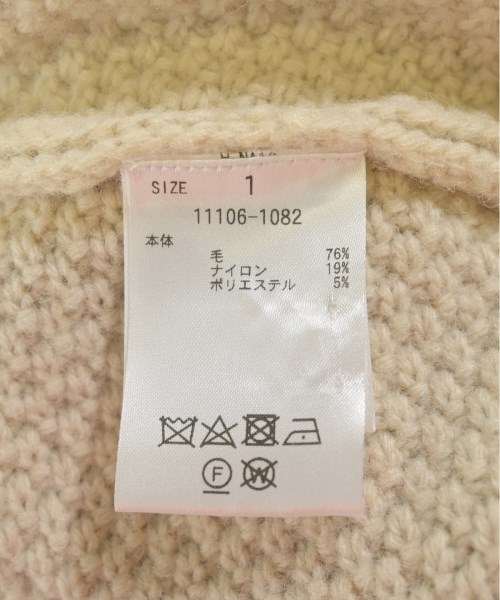 SIZE 1
11106-1082
本体
毛 76%
ナイロン 19%
ポリエステル 5%
F W